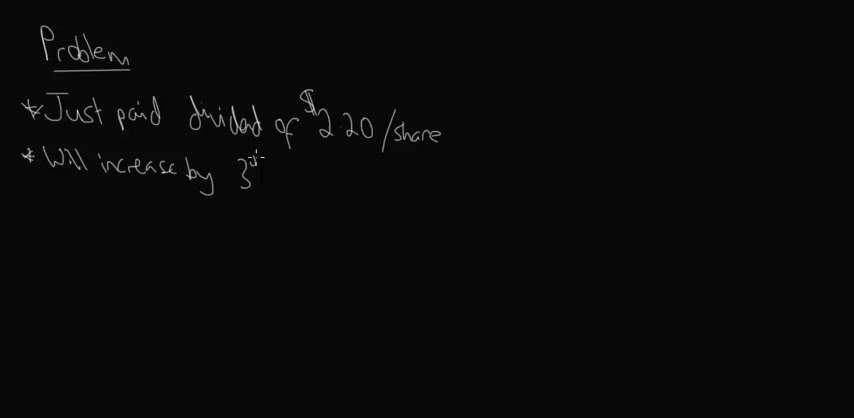 Problem
* Just paid dividend of $2.20/share
* Will increase by 3